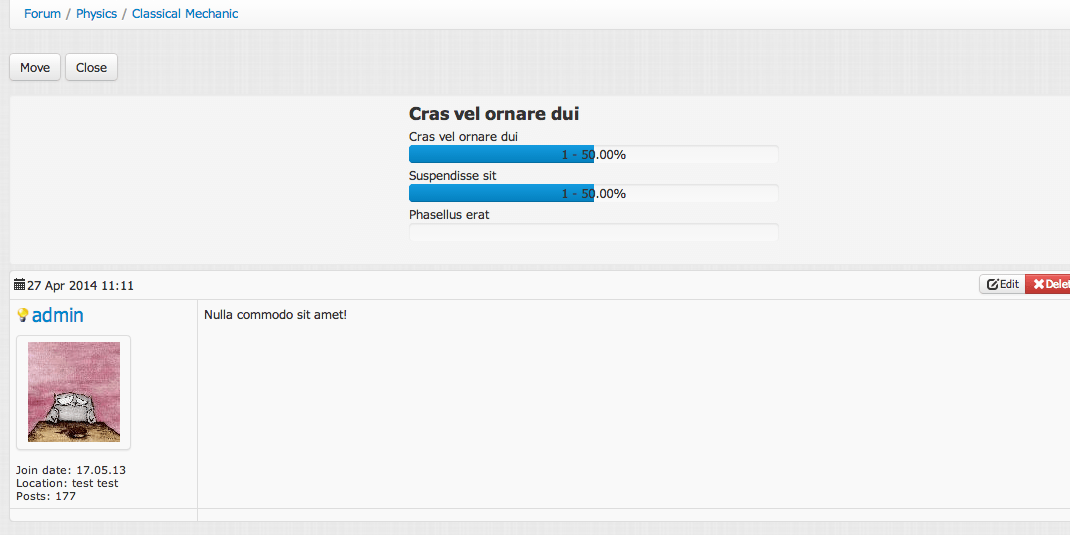 Forum / Physics / Classical Mechanic
Move Close
Cras vel ornare dui
Cras vel ornare dui
1 - 50.00%
Suspendisse sit
1 - 50.00%
Phasellus erat
27 Apr 2014 11:11 Edit Delet
admin
Nulla commodo sit amet!
Join date: 17.05.13
Location: test test
Posts: 177